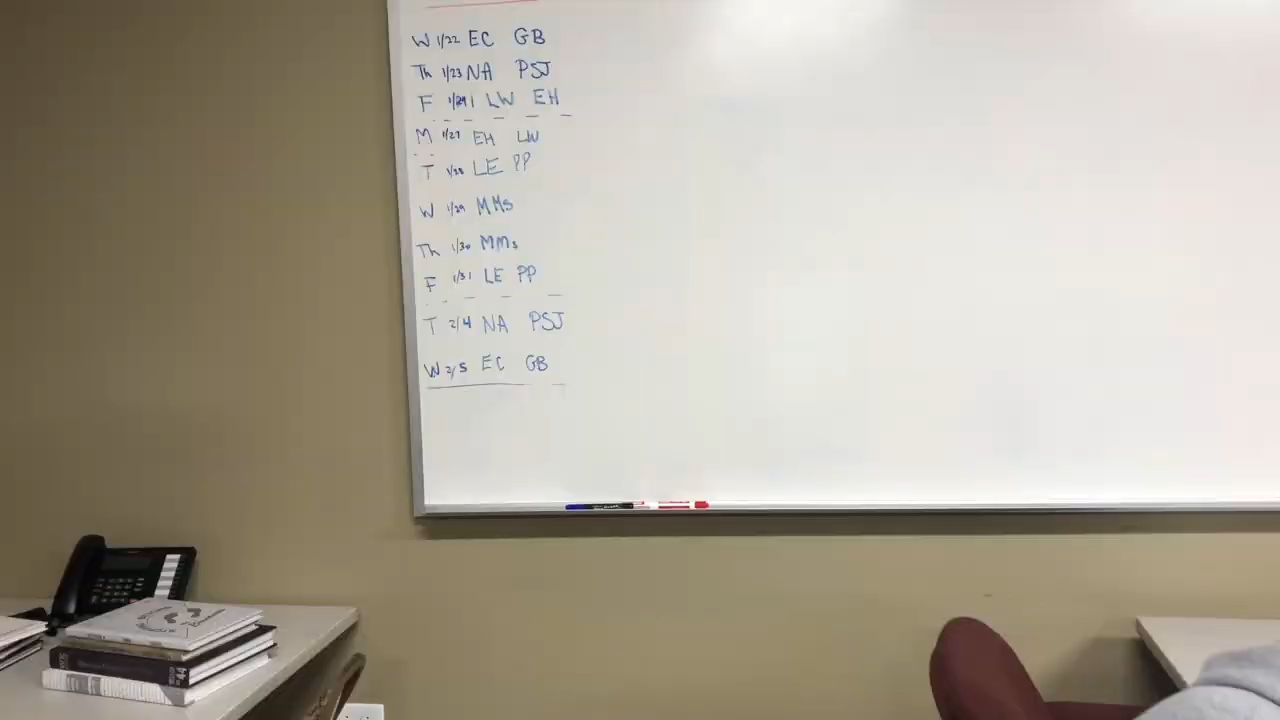 W 1/22 EC GB
Th 1/23 NA PSJ
F 1/24 LW EH
M 1/27 EH LW
T 1/28 LE PP
W 1/29 MMs
Th 1/30 MMs
F 1/31 LE PP
T 2/4 NA PSJ
W 2/5 EC GB